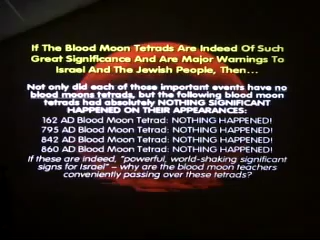 If The Blood Moon Tetrads Are Indeed Of Such
Great Significance And Are Major Warnings To
Israel And The Jewish People, Then...
Not only did each of those important events have no
blood moons tetrads, but the following blood moon
tetrads had absolutely NOTHING SIGNIFICANT
HAPPENED ON THEIR APPEARANCES:
162 AD Blood Moon Tetrad: NOTHING HAPPENED!
795 AD Blood Moon Tetrad: NOTHING HAPPENED!
842 AD Blood Moon Tetrad: NOTHING HAPPENED!
860 AD Blood Moon Tetrad: NOTHING HAPPENED!
If these are indeed, "powerful, world-shaking significant
signs for Israel" – why are the blood moon teachers
conveniently passing over these tetrads?